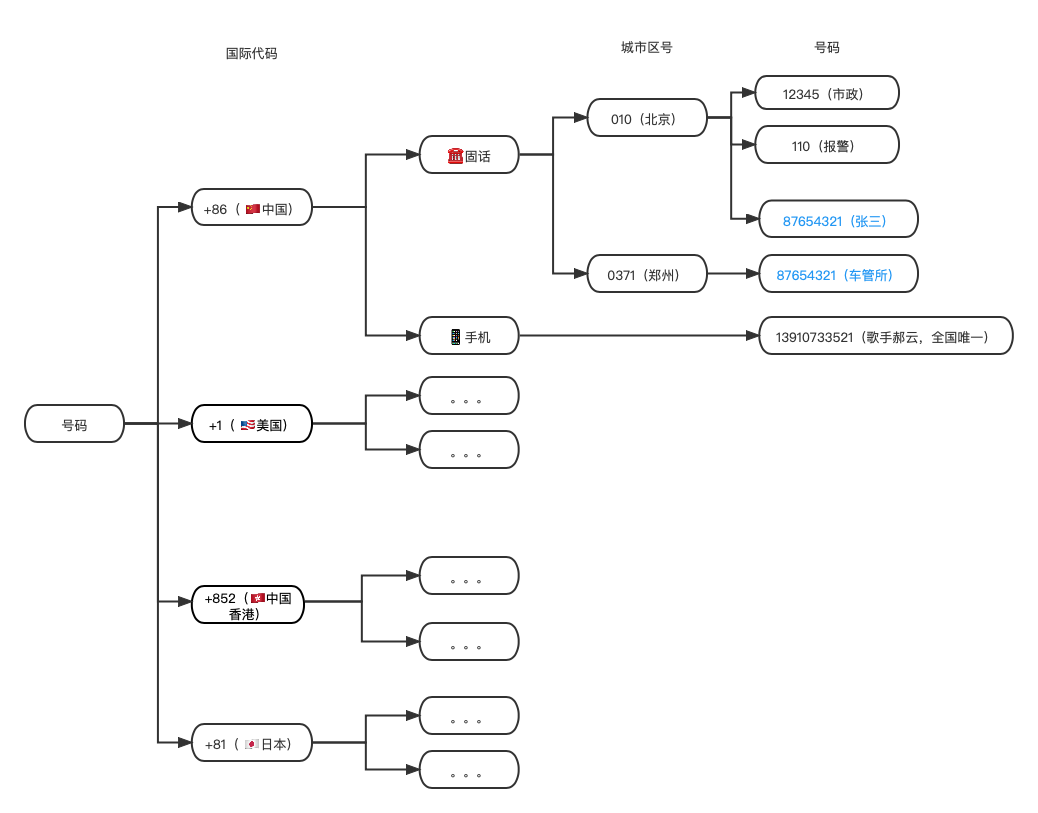 国际代码
城市区号
号码
12345（市政）
010（北京）
110（报警）
☎️固话
+86（🇨🇳中国）
87654321（张三）
0371（郑州）
87654321（车管所）
📱手机
13910733521（歌手郝云，全国唯一）
。。。
号码
+1（🇺🇸美国）
。。。
。。。
+852（🇭🇰中国
香港）
。。。
。。。
+81（🇯🇵日本）
。。。